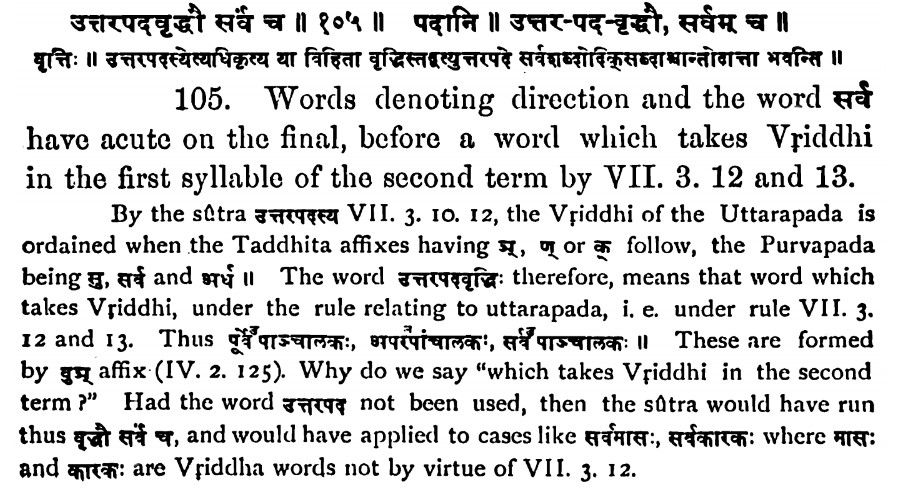 उत्तरपदवृद्धौ सर्वं च ॥ १०५ ॥ पदानि ॥ उत्तर-पद-वृद्धौ, सर्वम् च ॥
वृत्तिः ॥ उत्तरपदस्येत्यधिकृत्य या विहिता वृद्धिस्तद्वत्युत्तरपदे सर्वशब्दोदिक्शब्दाश्चान्तोदात्ता भवन्ति ॥
105. Words denoting direction and the word सर्व
have acute on the final, before a word which takes Vṛiddhi
in the first syllable of the second term by VII. 3. 12 and 13.
By the sûtra उत्तरपदस्य VII. 3. 10. 12, the Vṛiddhi of the Uttarapada is
ordained when the Taddhita affixes having ञ्, ण् or क् follow, the Purvapada
being सु, सर्व and अर्ध ॥ The word उत्तरपदवृद्धिः therefore, means that word which
takes Vṛiddhi, under the rule relating to uttarapada, i. e. under rule VII. 3.
12 and 13. Thus पूर्वपाञ्चालकः, अपरपांचालकः, सर्वपाञ्चालकः ॥ These are formed
by वुञ् affix (IV. 2. 125). Why do we say “which takes Vṛiddhi in the second
term ?” Had the word उत्तरपद not been used, then the sûtra would have run
thus वृद्धौ सर्वं च, and would have applied to cases like सर्वमासः, सर्वकारकः where मासः
and कारकः are Vṛiddha words not by virtue of VII. 3. 12.